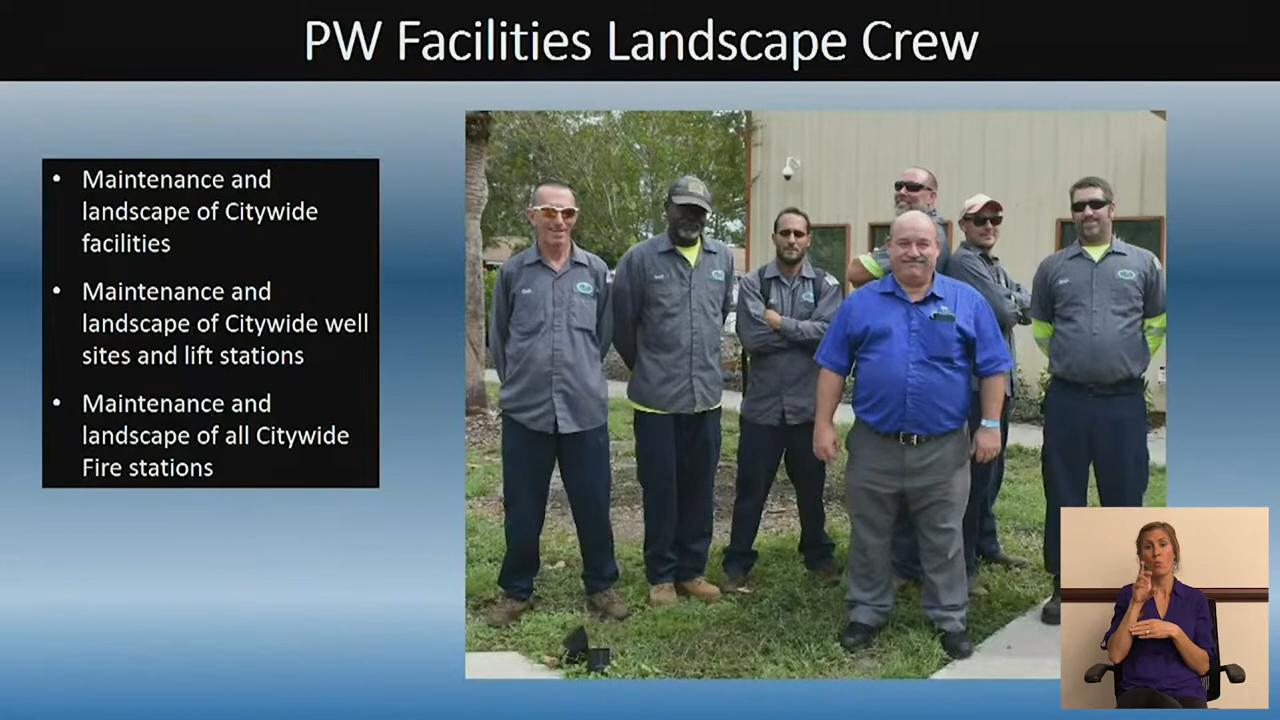 PW Facilities Landscape Crew
• Maintenance and
landscape of Citywide
facilities
• Maintenance and
landscape of Citywide well
sites and lift stations
• Maintenance and
landscape of all Citywide
Fire stations